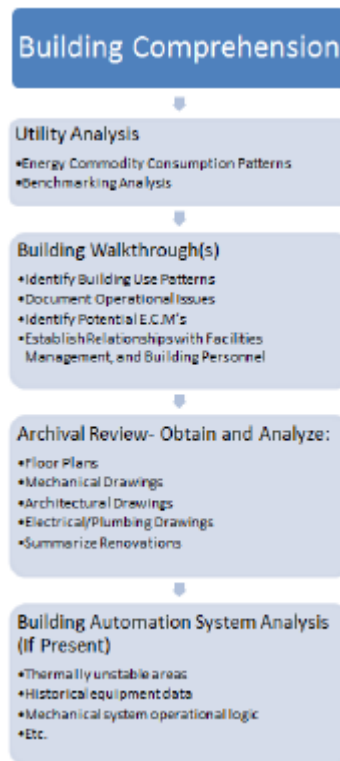 Building Comprehension
Utility Analysis
•Energy Commodity Consumption Patterns
•Benchmarking Analysis
Building Walkthrough(s)
•Identify Building Use Patterns
•Document Operational Issues
•Identify Potential E.C.M's
•Establish Relationships with Facilities
Management, and Building Personnel
Archival Review- Obtain and Analyze:
•Floor Plans
•Mechanical Drawings
•Architectural Drawings
•Electrical/Plumbing Drawings
•Summarize Renovations
Building Automation System Analysis
(If Present)
•Thermally unstable areas
•Historical equipment data
•Mechanical system operational logic
•Etc.